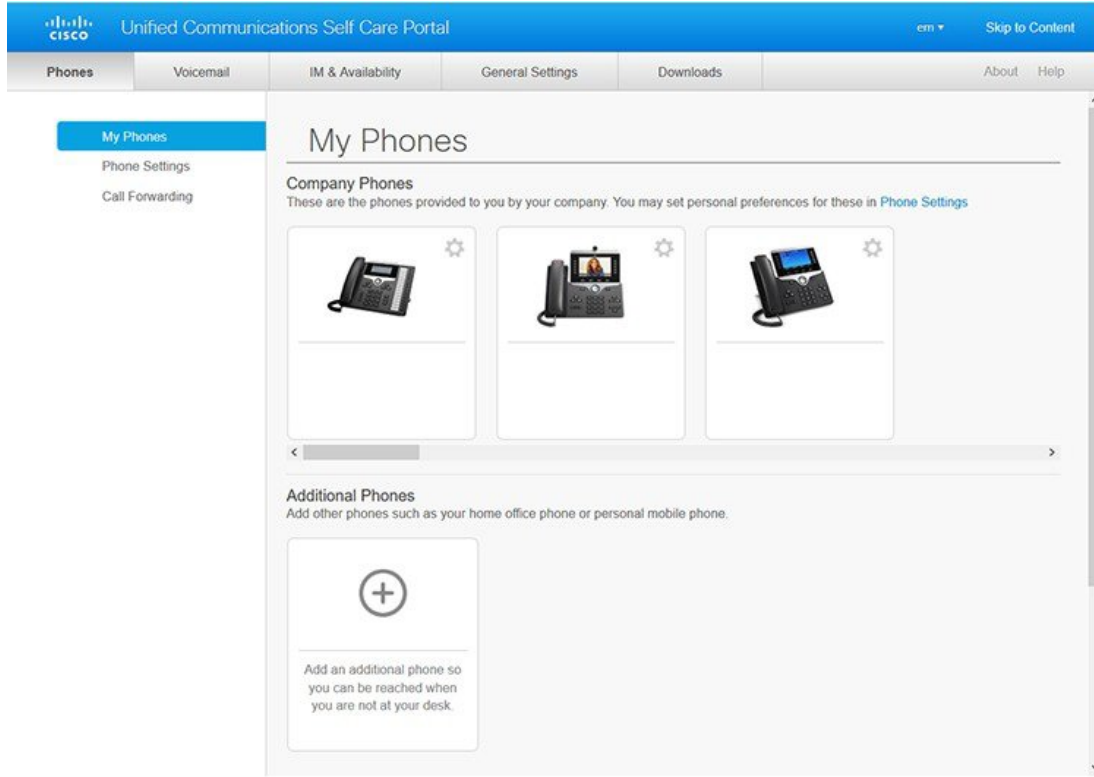 CISCO Unified Communications Self Care Portal em Skip to Content
Phones Voicemail IM & Availability General Settings Downloads About Help
My Phones
Phone Settings
Call Forwarding
My Phones
Company Phones
These are the phones provided to you by your company. You may set personal preferences for these in Phone Settings
Additional Phones
Add other phones such as your home office phone or personal mobile phone.
Add an additional phone so
you can be reached when
you are not at your desk.